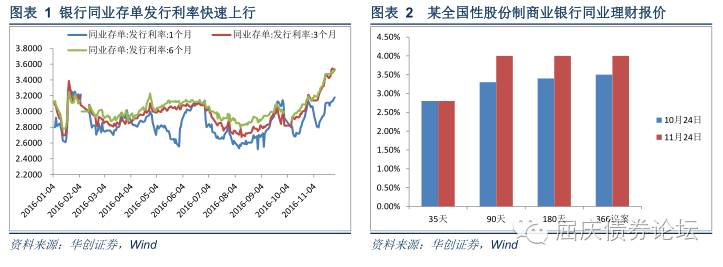 图表 1 银行同业存单发行利率快速上行
同业存单:发行利率:1个月
同业存单:发行利率:3个月
同业存单:发行利率:6个月
3.8000
3.6000
3.4000
3.2000
3.0000
2.8000
2.6000
2.4000
2.2000
2016-01-04
2016-02-04
2016-03-04
2016-04-04
2016-05-04
2016-06-04
2016-07-04
2016-08-04
2016-09-04
2016-10-04
2016-11-04
资料来源：华创证券，Wind
图表 2 某全国性股份制商业银行同业理财报价
4.50%
4.00%
3.50%
3.00%
2.50%
2.00%
1.50%
1.00%
0.50%
0.00%
35天
90天
180天
10月24日
11月24日
资料来源：华创证券，Wind
屈庆债券论坛